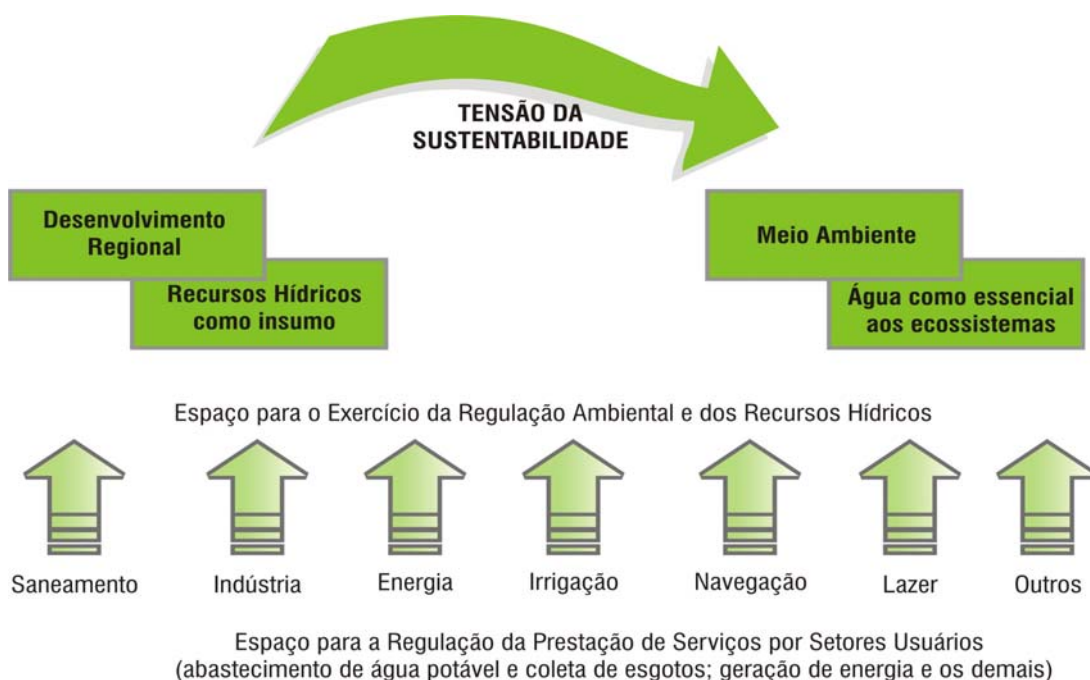 TENSÃO DA
SUSTENTABILIDADE
Desenvolvimento
Regional
Recursos Hídricos
como insumo
Meio Ambiente
Água como essencial
aos ecossistemas
Espaço para o Exercício da Regulação Ambiental e dos Recursos Hídricos
Saneamento Indústria Energia Irrigação Navegação Lazer Outros
Espaço para a Regulação da Prestação de Serviços por Setores Usuários
(abastecimento de água potável e coleta de esgotos; geração de energia e os demais)